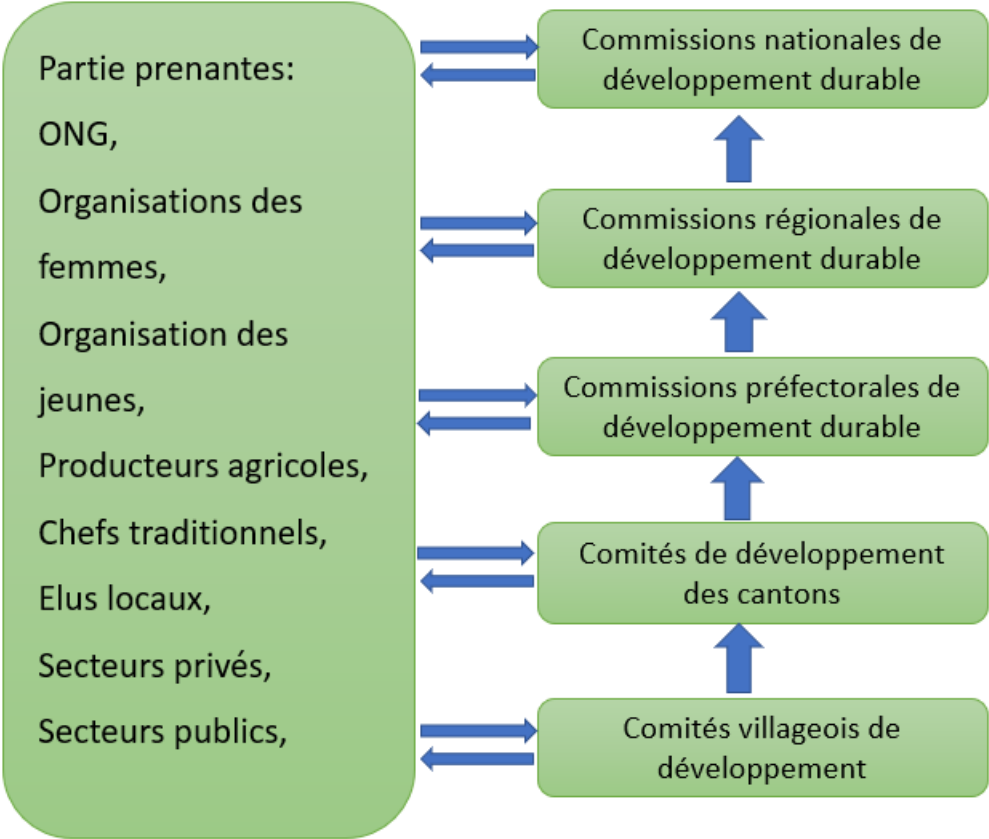 Partie prenantes:
ONG,
Organisations des
femmes,
Organisation des
jeunes,
Producteurs agricoles,
Chefs traditionnels,
Elus locaux,
Secteurs privés,
Secteurs publics,
Commissions nationales de
développement durable
Commissions régionales de
développement durable
Commissions préfectorales de
développement durable
Comités de développement
des cantons
Comités villageois de
développement